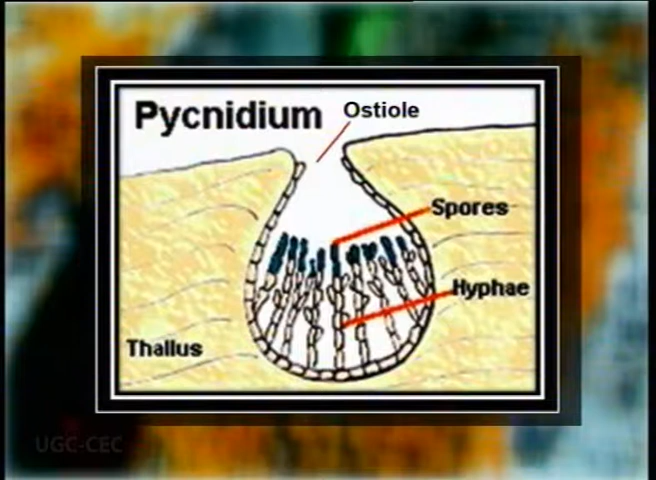 Pycnidium
Ostiole
Spores
Hyphae
Thallus
UGC-CEC